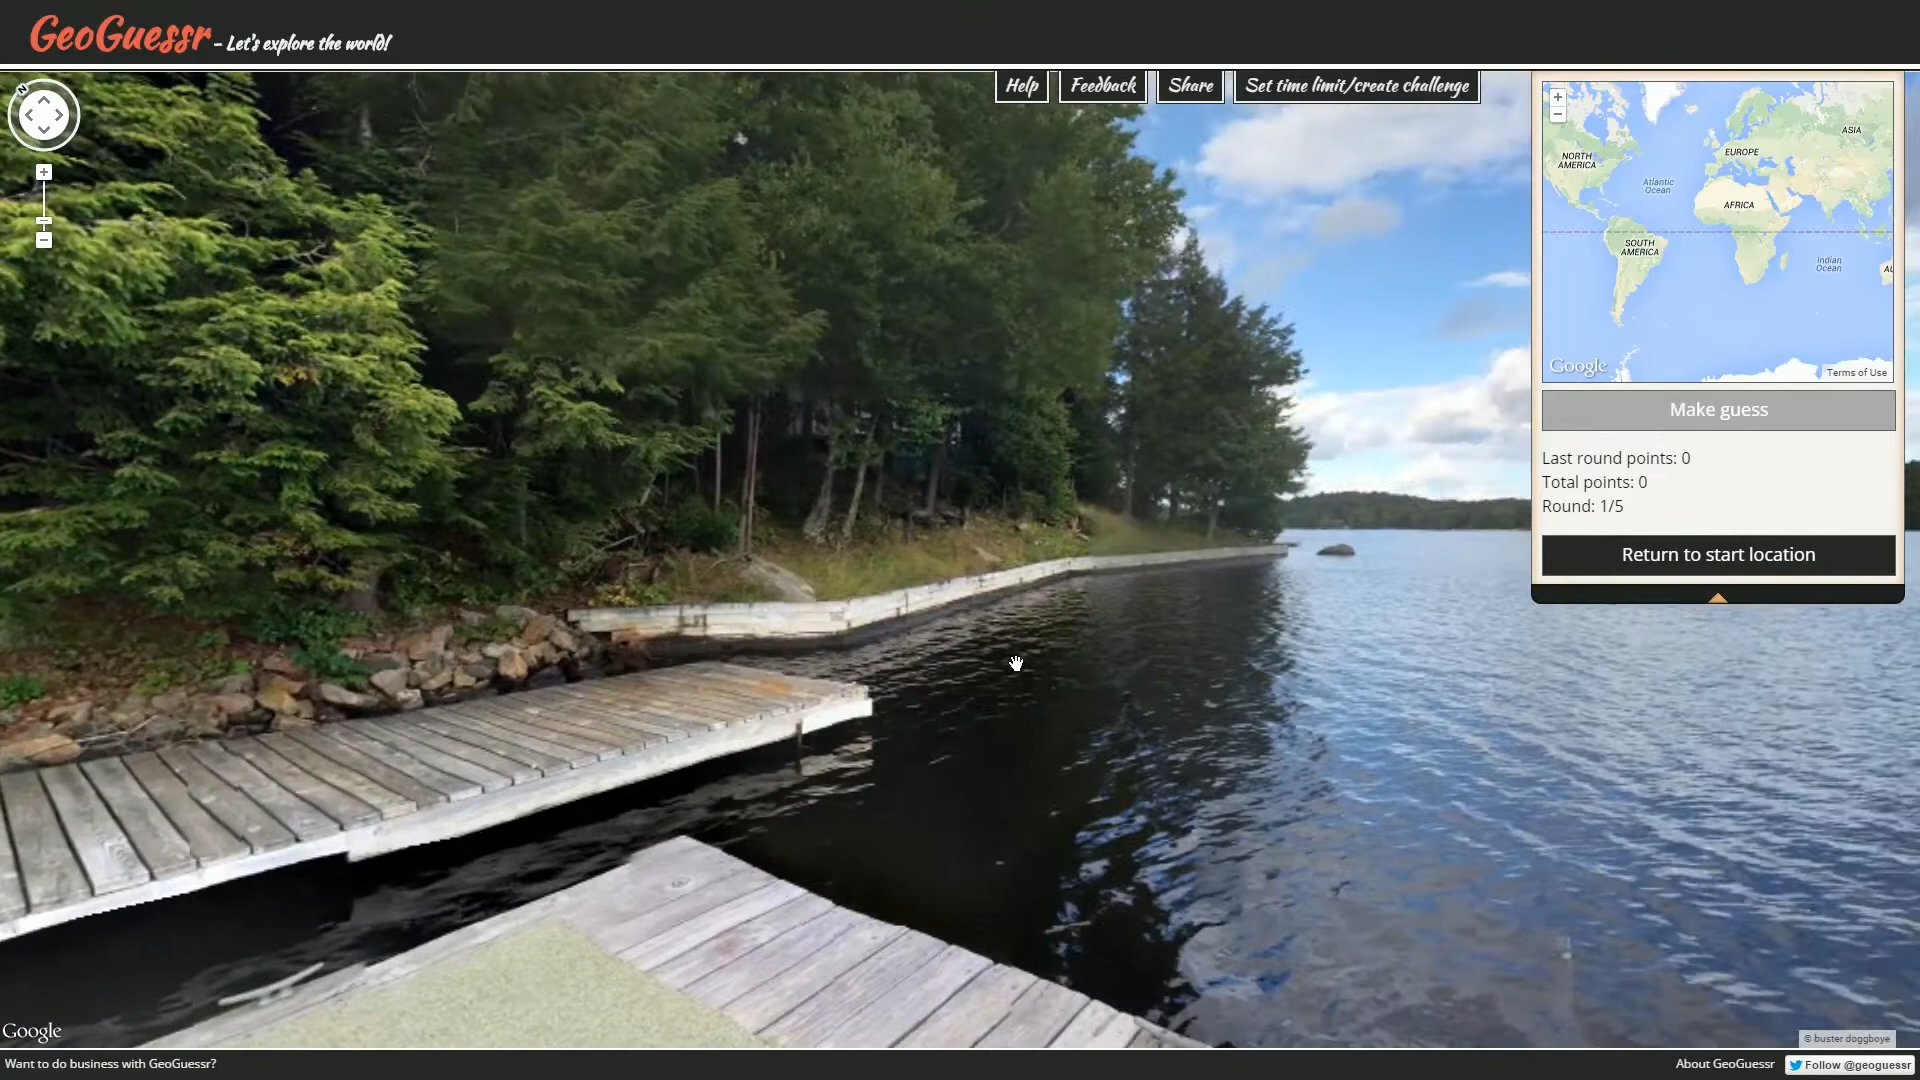 GeoGuessr - Let's explore the world!
Help
Feedback
Share
Set time limit/create challenge
N
+
−
+
−
NORTH AMERICA
Atlantic Ocean
EUROPE
ASIA
AFRICA
SOUTH AMERICA
Indian Ocean
AU
Google
Terms of Use
Make guess
Last round points: 0
Total points: 0
Round: 1/5
Return to start location
Google
© buster doggboye
Want to do business with GeoGuessr?
About GeoGuessr
Follow @geoguessr